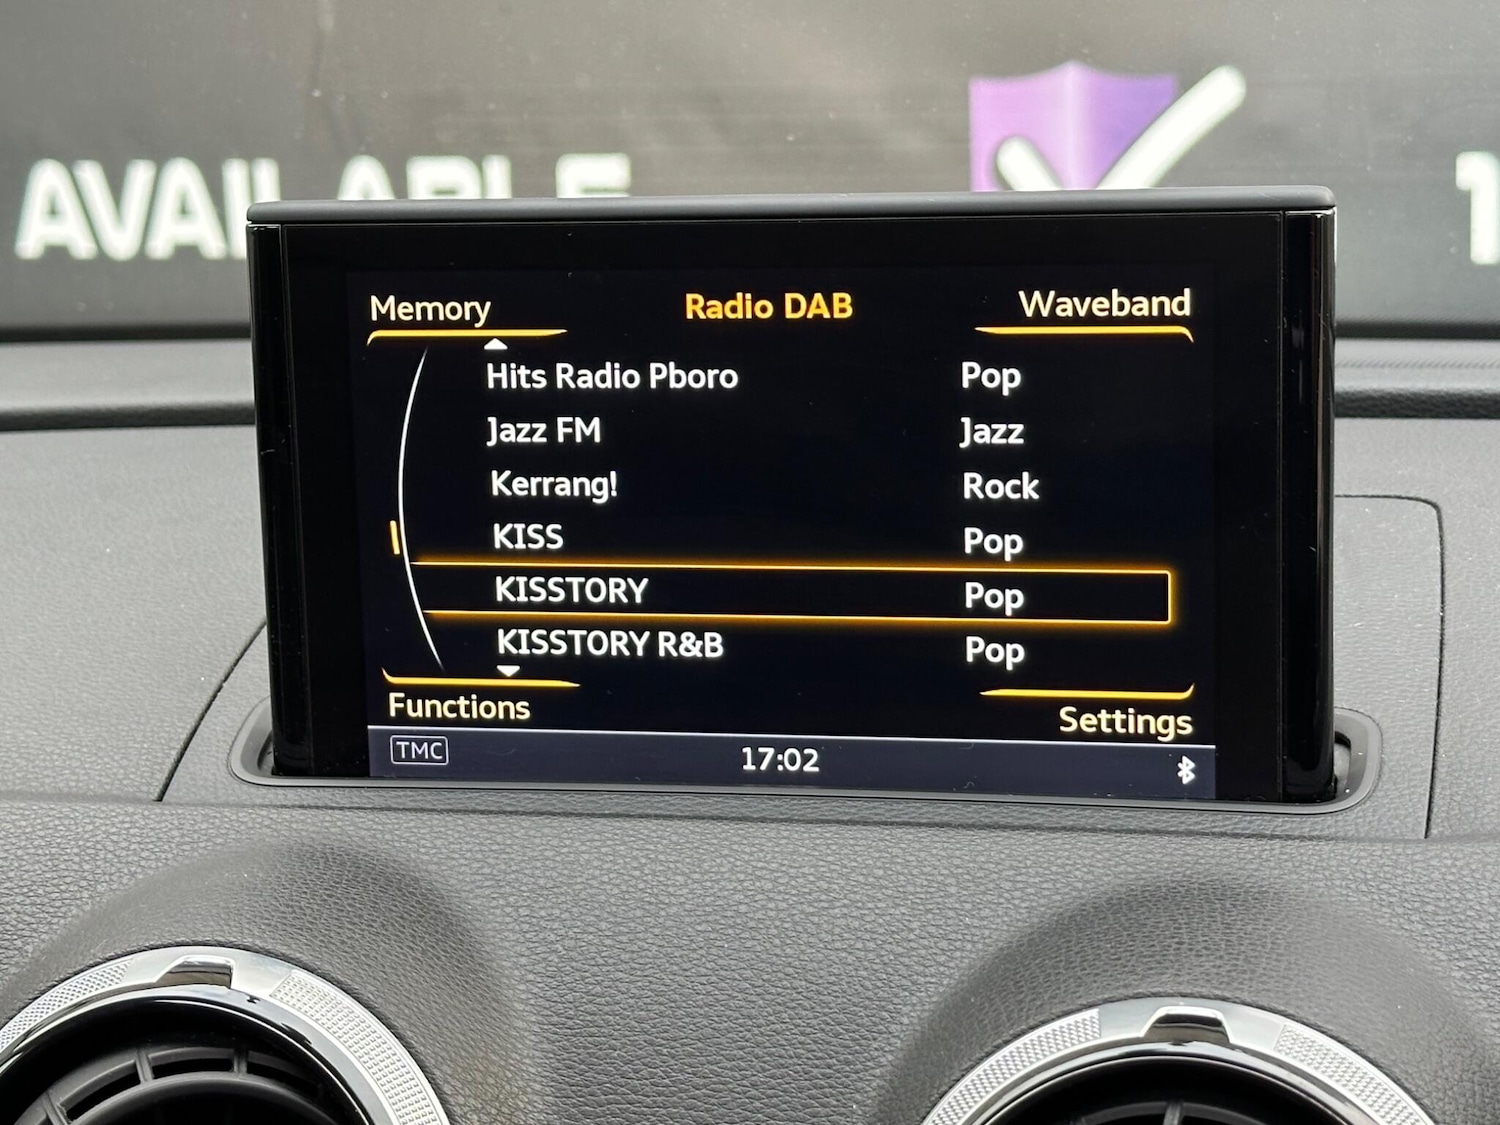 AVAILABLE
Memory Radio DAB Waveband
Hits Radio Pboro Pop
Jazz FM Jazz
Kerrang! Rock
KISS Pop
KISSTORY Pop
KISSTORY R&B Pop
Functions Settings
TMC 17:02